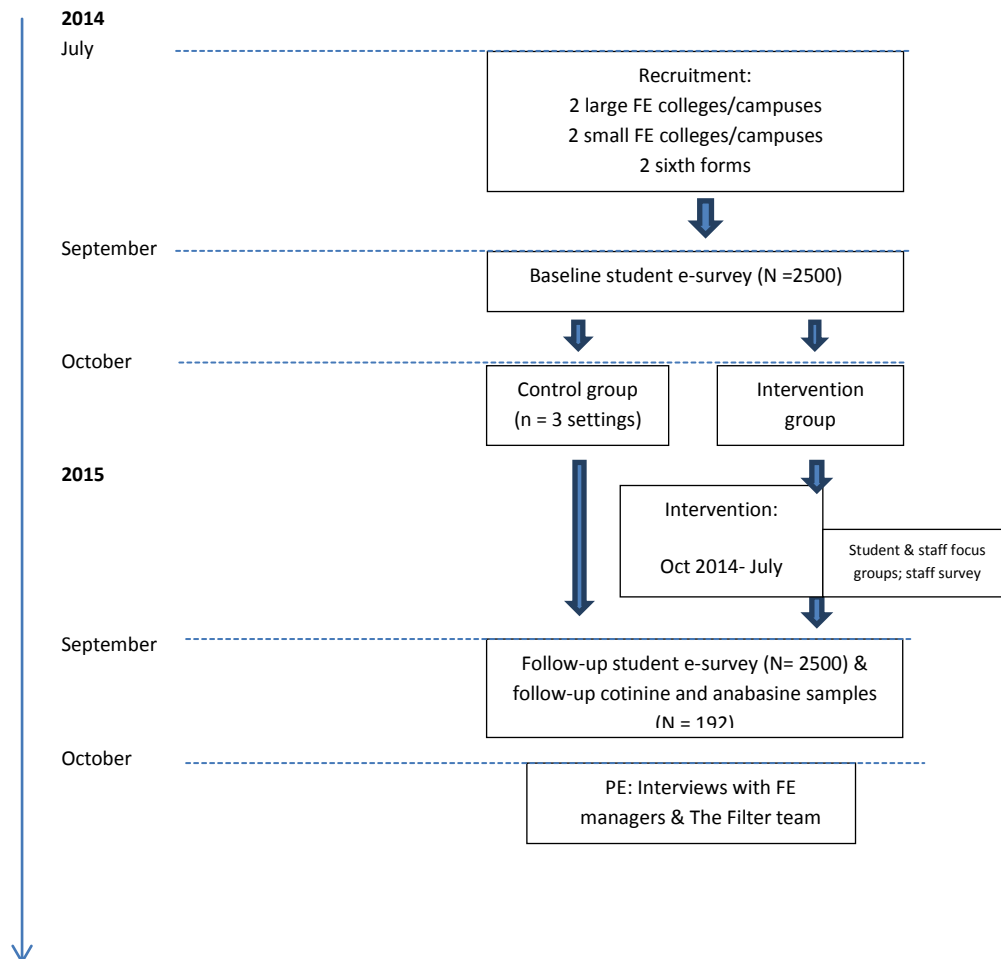 2014
July
Recruitment:
2 large FE colleges/campuses
2 small FE colleges/campuses
2 sixth forms
September
Baseline student e-survey (N =2500)
October
Control group
(n = 3 settings)
Intervention
group
2015
Intervention:
Oct 2014- July
Student & staff focus
groups; staff survey
September
Follow-up student e-survey (N= 2500) &
follow-up cotinine and anabasine samples
(N = 192)
October
PE: Interviews with FE
managers & The Filter team